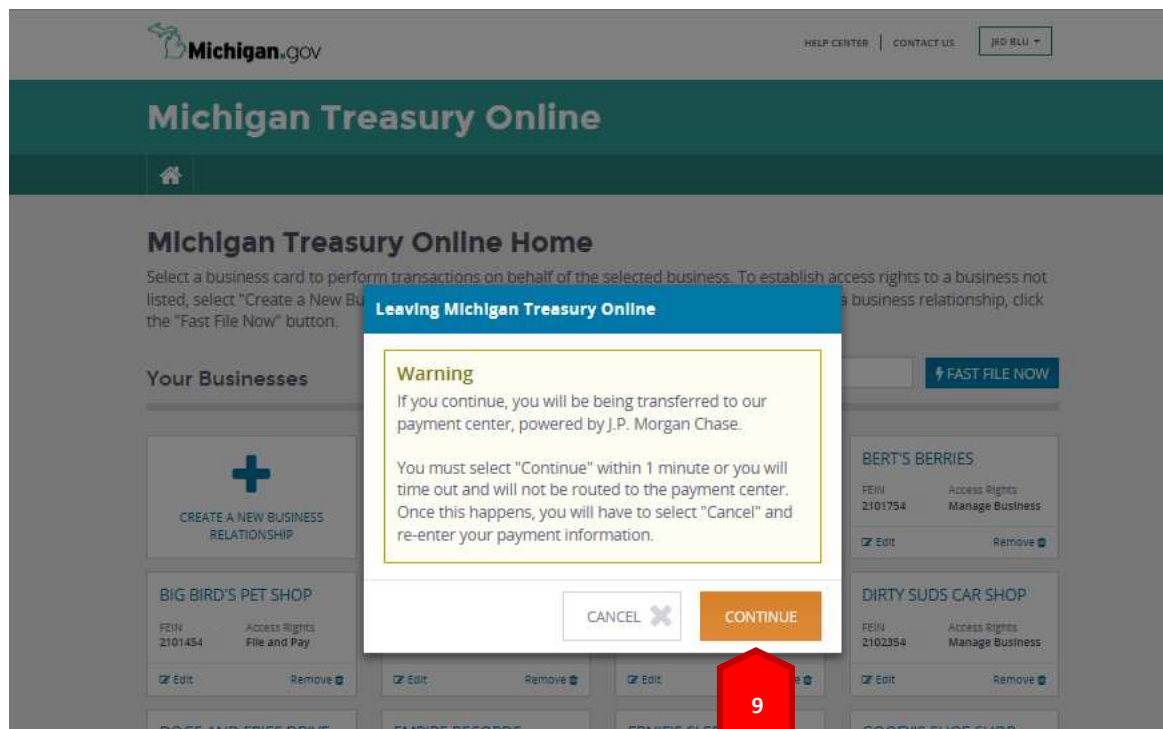 Michigan.gov
HELP CENTER | CONTACT US
JED BLU
Michigan Treasury Online
Michigan Treasury Online Home
Select a business card to perform transactions on behalf of the selected business. To establish access rights to a business not
listed, select "Create a New Bu
a business relationship, click
the "Fast File Now" button.
Leaving Michigan Treasury Online
Warning
If you continue, you will be being transferred to our
payment center, powered by J.P. Morgan Chase.
You must select "Continue" within 1 minute or you will
time out and will not be routed to the payment center.
Once this happens, you will have to select "Cancel" and
re-enter your payment information.
CANCEL
CONTINUE
9
Your Businesses
FAST FILE NOW
CREATE A NEW BUSINESS
RELATIONSHIP
BERT'S BERRIES
FEIN Access Rights
2101754 Manage Business
Edit Remove
BIG BIRD'S PET SHOP
FEIN Access Rights
2101454 File and Pay
Edit Remove
Edit Remove
Edit
DIRTY SUDS CAR SHOP
FEIN Access Rights
2102354 Manage Business
Edit Remove